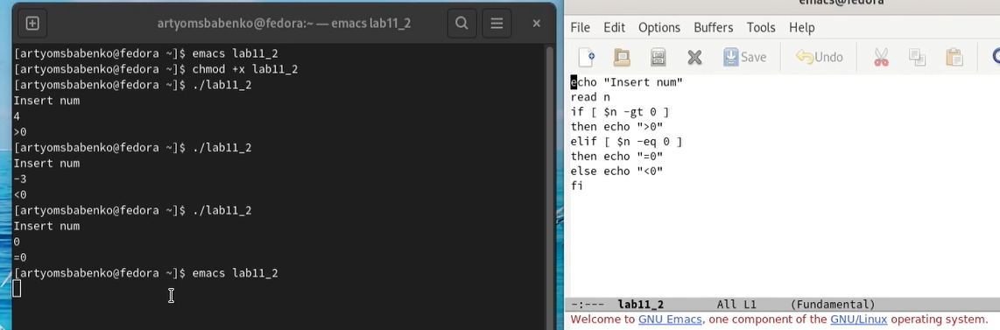 artyomsbabenko@fedora:~ — emacs lab11_2
[artyomsbabenko@fedora ~]$ emacs lab11_2
[artyomsbabenko@fedora ~]$ chmod +x lab11_2
[artyomsbabenko@fedora ~]$ ./lab11_2
Insert num
4
>0
[artyomsbabenko@fedora ~]$ ./lab11_2
Insert num
-3
<0
[artyomsbabenko@fedora ~]$ ./lab11_2
Insert num
0
=0
[artyomsbabenko@fedora ~]$ emacs lab11_2
emacs@fedora
File Edit Options Buffers Tools Help
Save Undo
echo "Insert num"
read n
if [ $n -gt 0 ]
then echo ">0"
elif [ $n -eq 0 ]
then echo "=0"
else echo "<0"
fi
-:--- lab11_2 All L1 (Fundamental)
Welcome to GNU Emacs, one component of the GNU/Linux operating system.